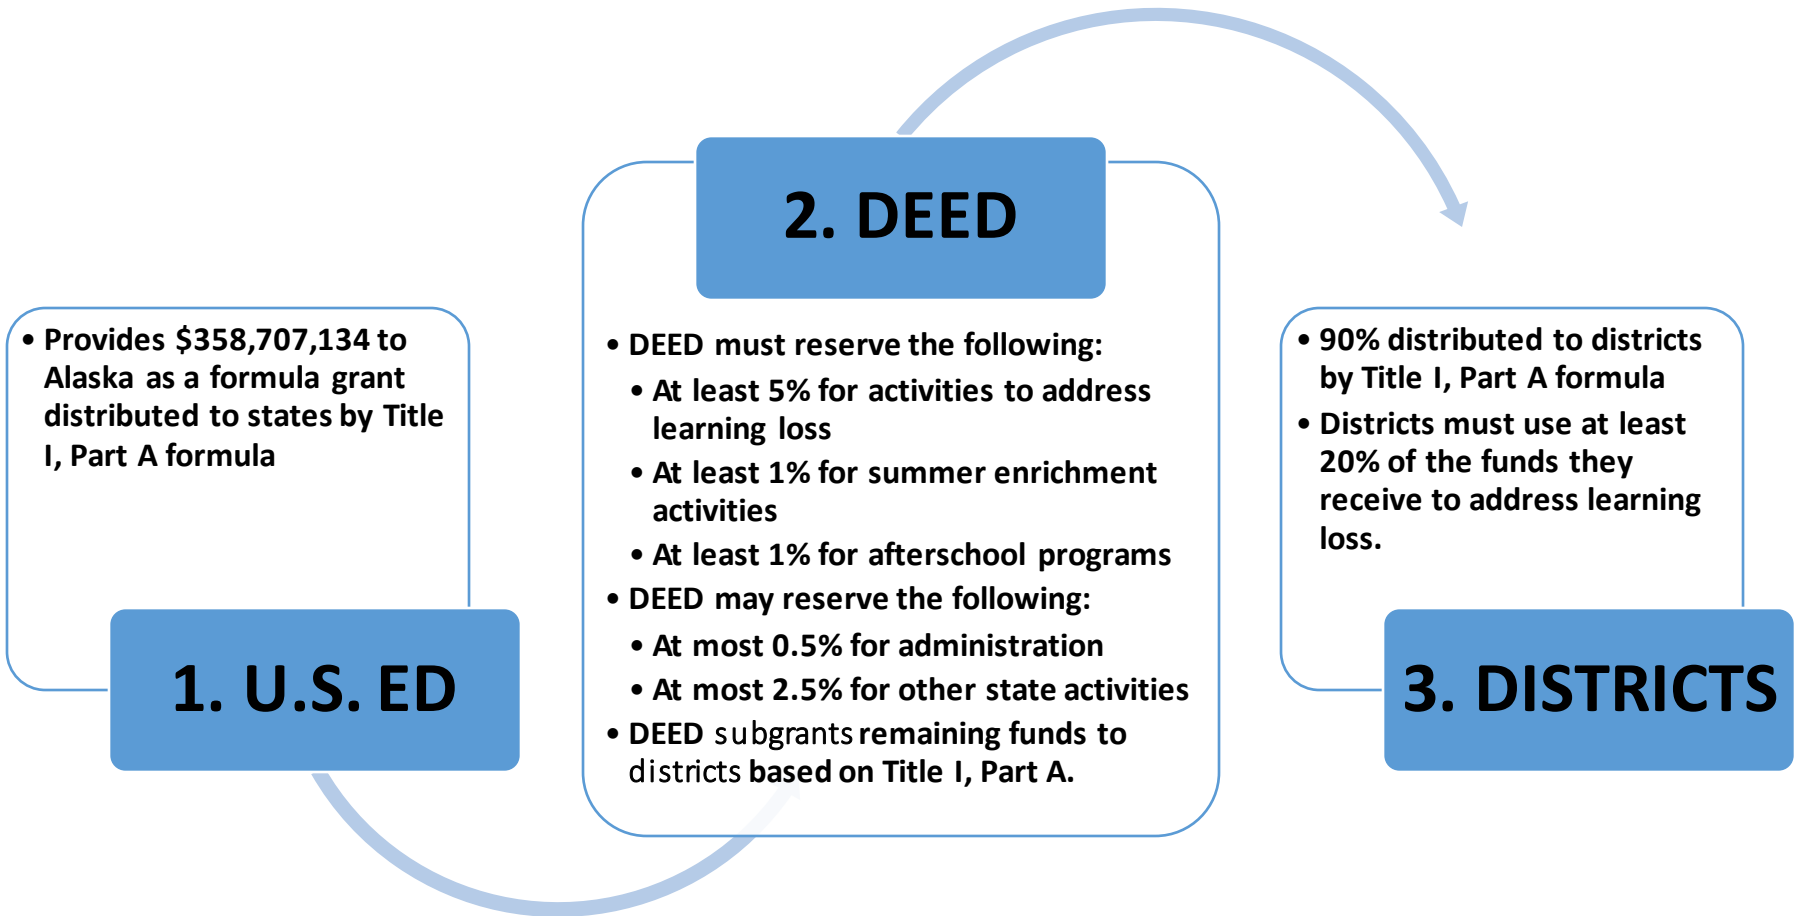 • Provides $358,707,134 to
Alaska as a formula grant
distributed to states by Title
I, Part A formula
1. U.S. ED
2. DEED
• DEED must reserve the following:
• At least 5% for activities to address
learning loss
• At least 1% for summer enrichment
activities
• At least 1% for afterschool programs
• DEED may reserve the following:
• At most 0.5% for administration
• At most 2.5% for other state activities
• DEED subgrants remaining funds to
districts based on Title I, Part A.
• 90% distributed to districts
by Title I, Part A formula
• Districts must use at least
20% of the funds they
receive to address learning
loss.
3. DISTRICTS